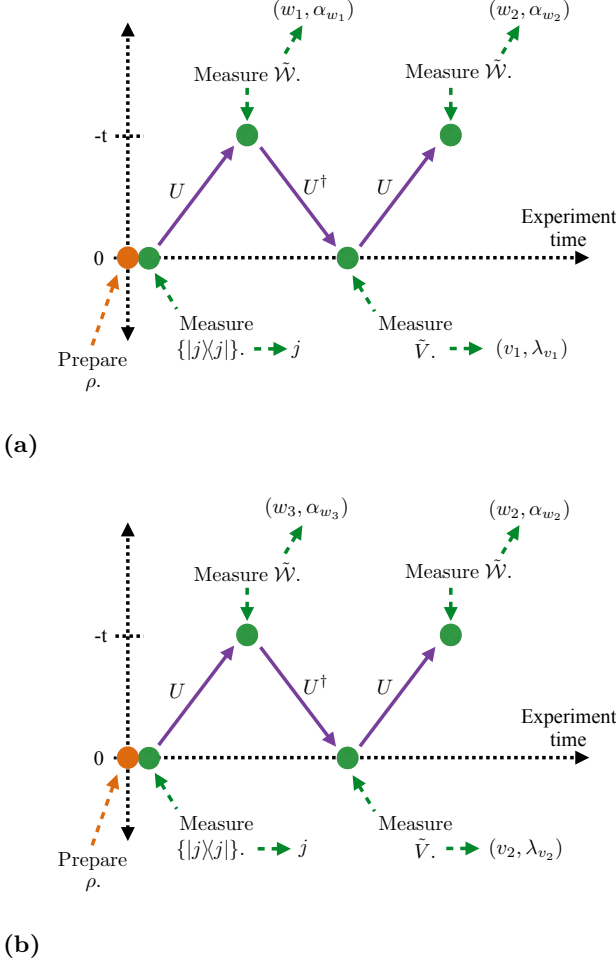 (w₁, α_{w₁}) (w₂, α_{w₂})
Measure 𝒲̃. Measure 𝒲̃.
-t
U U† U
Experiment
time
0
Measure Measure
{|j⟩⟨j|}. j Ṽ. (v₁, λ_{v₁})
Prepare
ρ.
(a)
(w₃, α_{w₃}) (w₂, α_{w₂})
Measure 𝒲̃. Measure 𝒲̃.
-t
U U† U
Experiment
time
0
Measure Measure
{|j⟩⟨j|}. j Ṽ. (v₂, λ_{v₂})
Prepare
ρ.
(b)